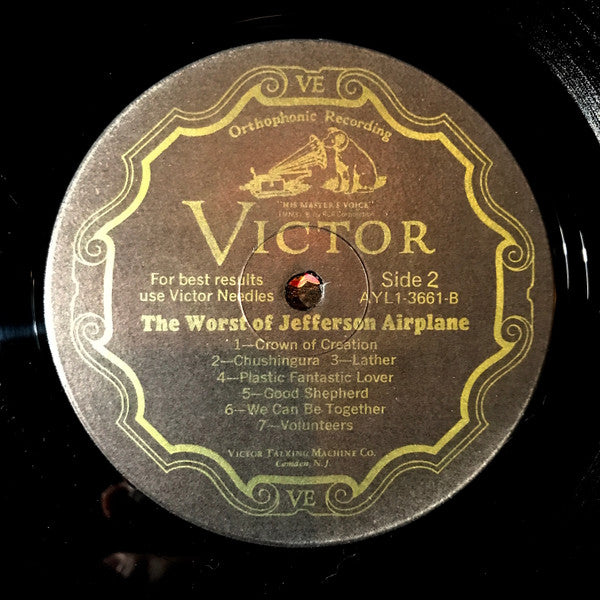 VE
Orthophonic Recording
"HIS MASTER'S VOICE"
VICTOR
For best results
use Victor Needles
Side 2
AYL1-3661-B
The Worst of Jefferson Airplane
1—Crown of Creation
2—Chushingura 3—Lather
4—Plastic Fantastic Lover
5—Good Shepherd
6—We Can Be Together
7—Volunteers
VICTOR TALKING MACHINE CO.
Camden, N.J.
VE